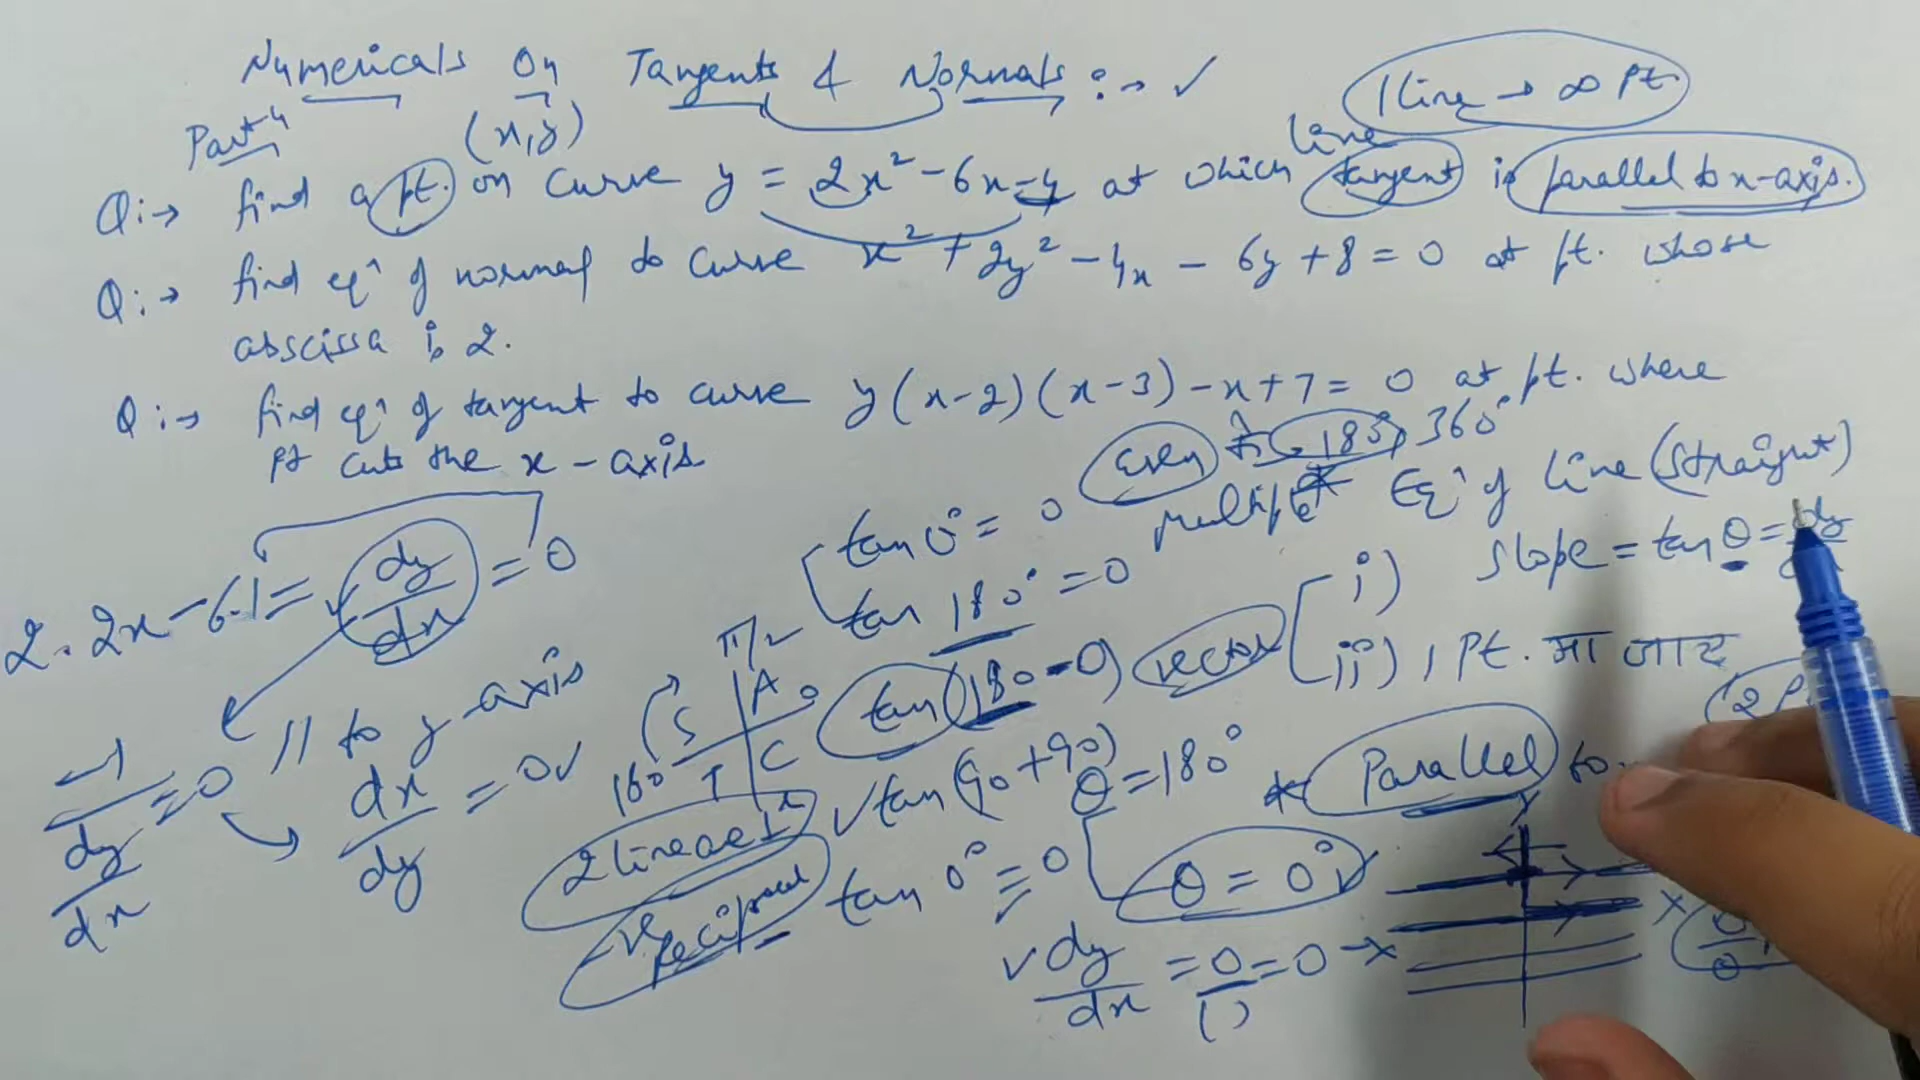 Numericals On Tangents & Normals :→ ✓
Part 4
1 line → ∞ pt.
(x,y)
line
Q:→ find a pt. on curve y = 2x² - 6x - 4 at which tangent is parallel to x-axis.
Q:→ find eqⁿ of normal to curve x² + 2y² - 4x - 6y + 8 = 0 at pt. whose
abscissa is 2.
Q:→ find eqⁿ of tangent to curve y(x-2)(x-3) - x + 7 = 0 at pt. where
pt cuts the x-axis
Even 180°, 360°
multiple
* Eqⁿ of line (straight)
2·2x - 6·1 = dy/dx = 0
tan 0° = 0
tan 180° = 0
i) slope = tan θ = dy
ii) 1 pt. मा जाद
vector
π/2
tan(180-0)
S A 0
180 T C
// to y-axis
-1/(dy/dx) = 0
dx/dy = 0 ✓
✓ tan(90+90)
θ = 180°
* Parallel to
y
2 linear
reciprocal
tan 0° = 0
θ = 0° ✓
x
✓ dy/dx = 0/( ) = 0 → x